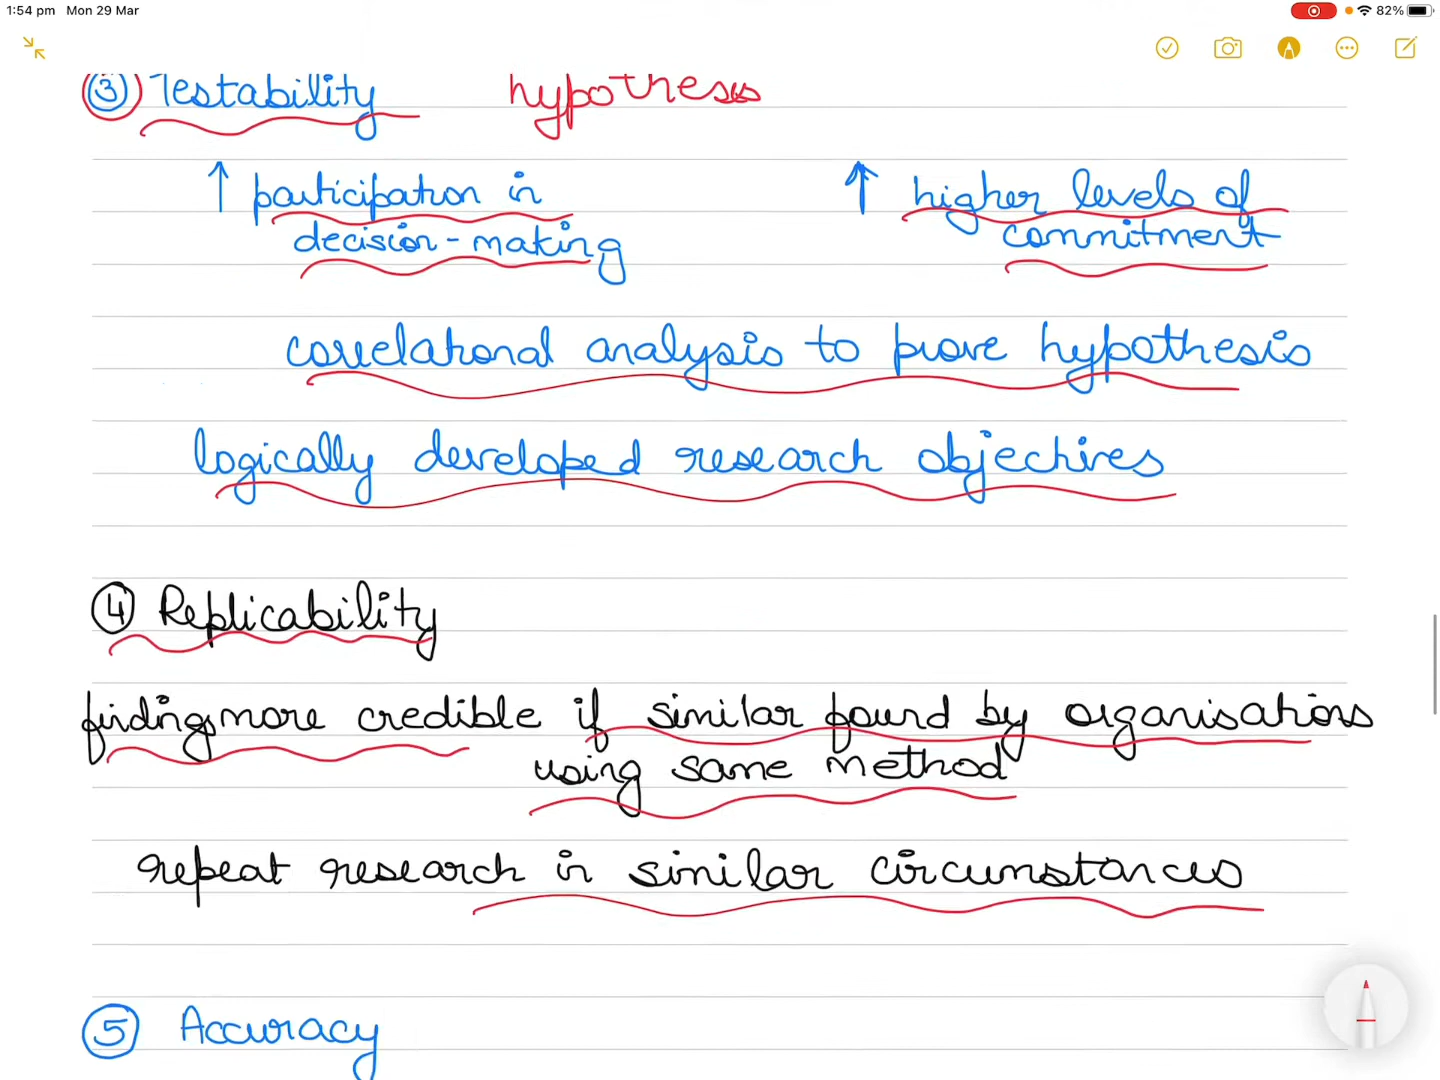 1:54 pm Mon 29 Mar 82%
③ Testability hypothesis
↑ participation in ↑ higher levels of
decision-making commitment
correlational analysis to prove hypothesis
logically developed research objectives
④ Replicability
findings more credible if similar found by organisations
using same method
repeat research in similar circumstances
⑤ Accuracy